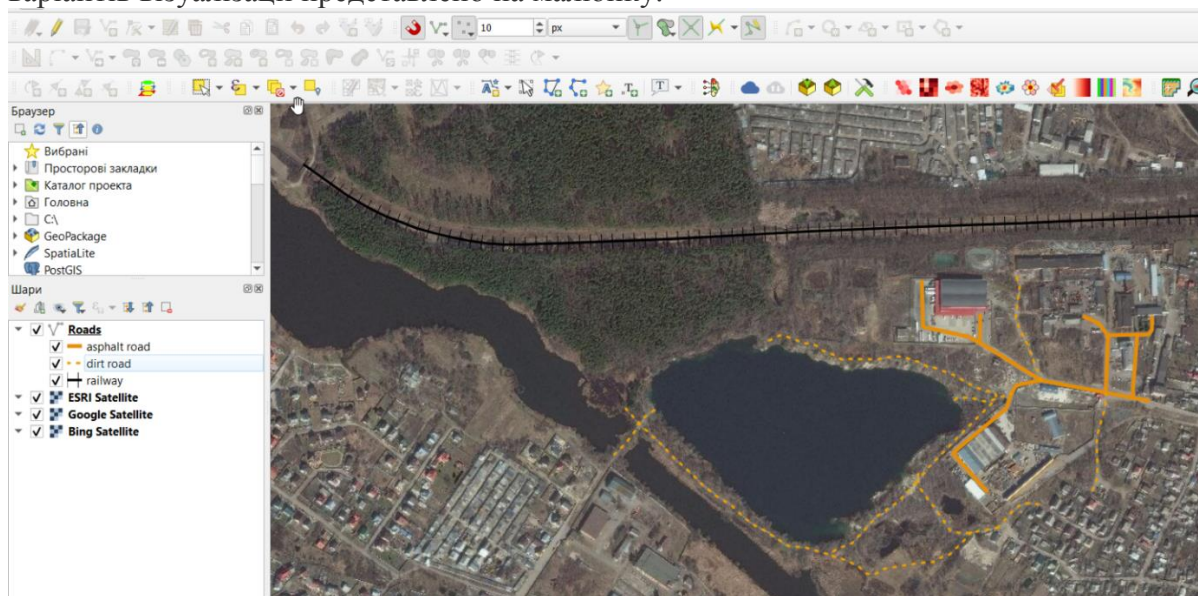 варіантів візуалізації представлено на малюнку.
10
px
Браузер
Вибрані
Просторові закладки
Каталог проекта
Головна
C:\
GeoPackage
SpatiaLite
PostGIS
Шари
Roads
asphalt road
dirt road
railway
ESRI Satellite
Google Satellite
Bing Satellite